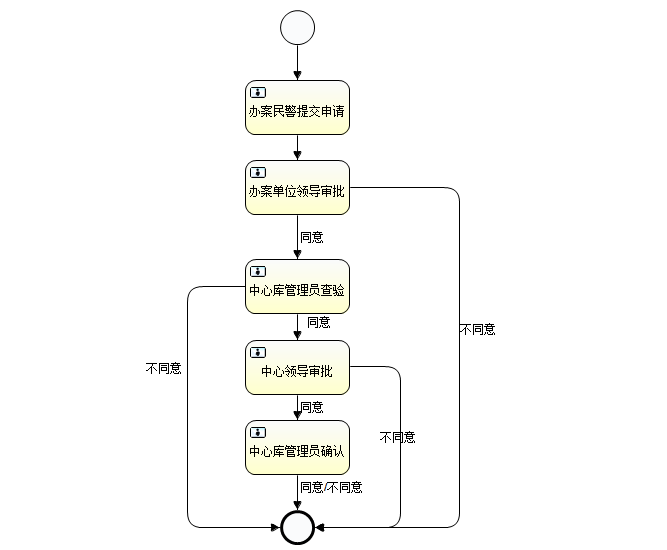 办案民警提交申请
办案单位领导审批
同意
中心库管理员查验
同意
不同意
不同意
中心领导审批
同意
不同意
中心库管理员确认
同意/不同意